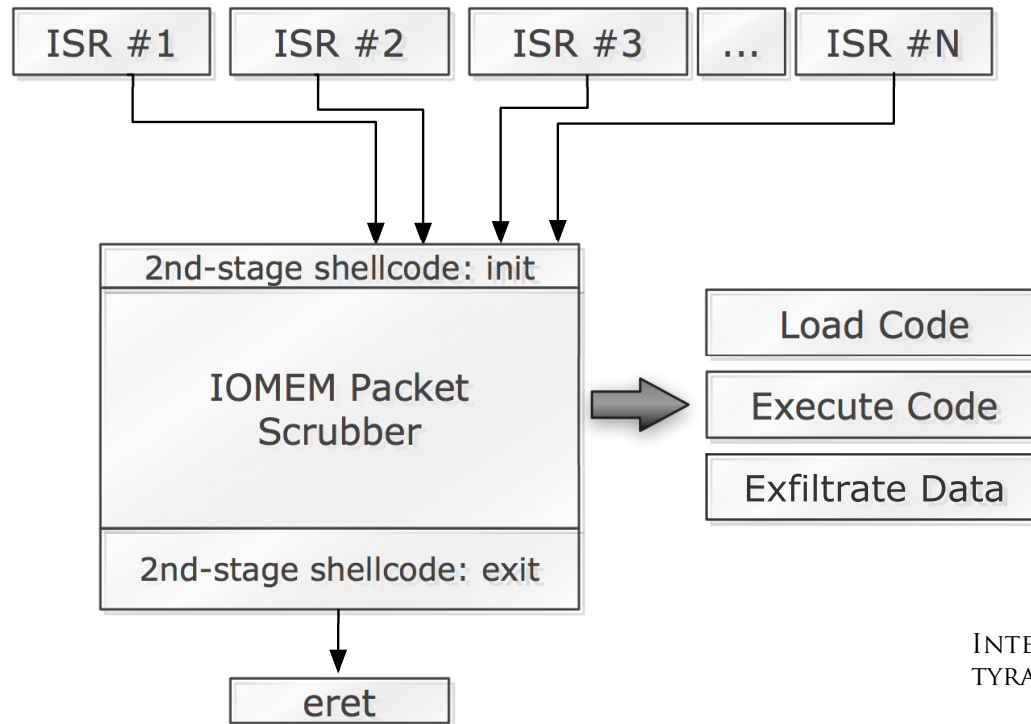 ISR #1
ISR #2
ISR #3
...
ISR #N
2nd-stage shellcode: init
IOMEM Packet
Scrubber
2nd-stage shellcode: exit
eret
Load Code
Execute Code
Exfiltrate Data